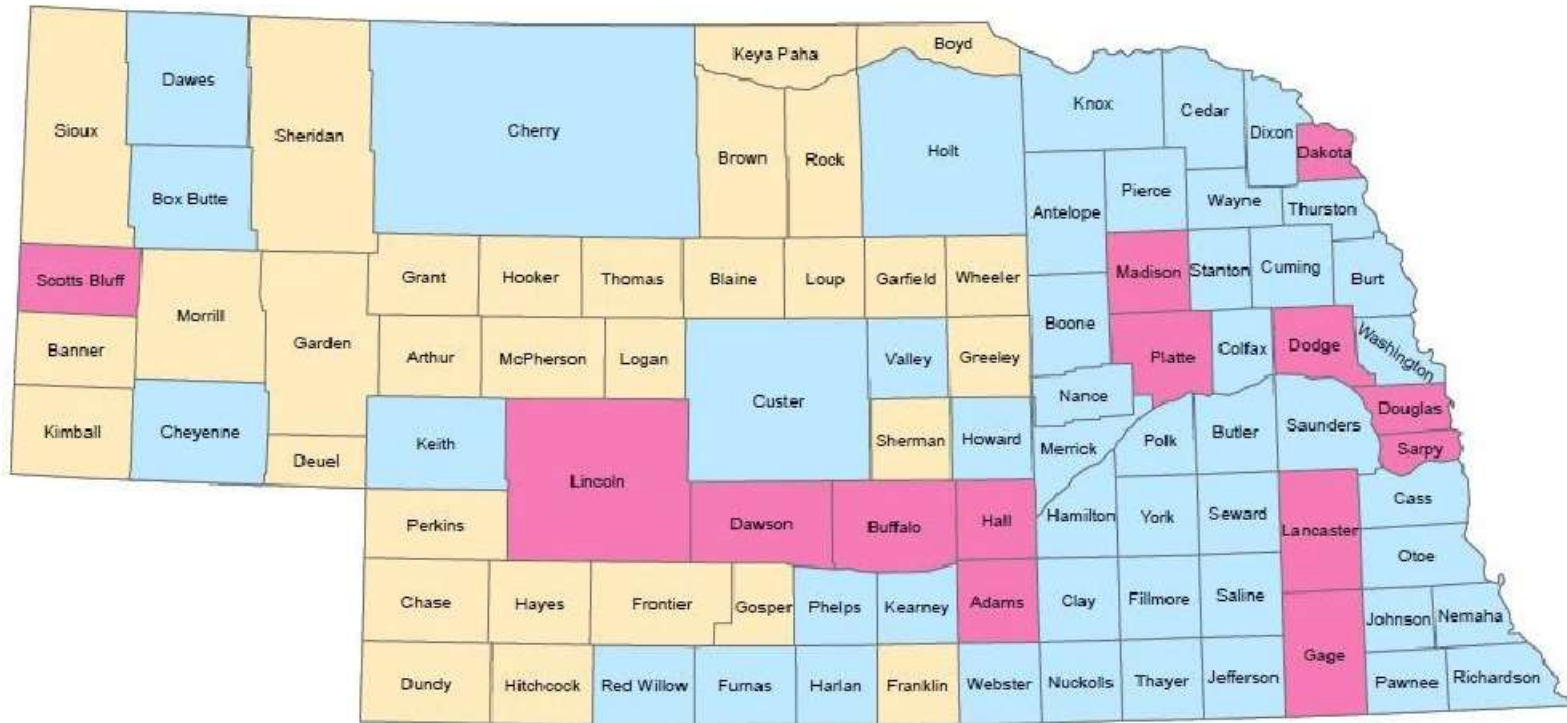 Boyd
Keya Paha
Dawes
Knox
Cedar
Sioux
Sheridan
Cherry
Dixon
Brown
Rock
Holt
Dakota
Box Butte
Pierce
Wayne
Antelope
Thurston
Scotts Bluff
Grant
Hooker
Thomas
Blaine
Loup
Garfield
Wheeler
Madison
Stanton
Cuming
Burt
Morrill
Garden
Boone
Banner
Arthur
McPherson
Logan
Valley
Greeley
Platte
Colfax
Dodge
Washington
Nance
Custer
Kimball
Cheyenne
Keith
Sherman
Howard
Merrick
Polk
Butler
Saunders
Douglas
Sarpy
Deuel
Lincoln
Perkins
Dawson
Buffalo
Hall
Hamilton
York
Seward
Lancaster
Cass
Otoe
Chase
Hayes
Frontier
Gosper
Phelps
Kearney
Adams
Clay
Fillmore
Saline
Johnson
Nemaha
Gage
Dundy
Hitchcock
Red Willow
Furnas
Harlan
Franklin
Webster
Nuckolls
Thayer
Jefferson
Pawnee
Richardson